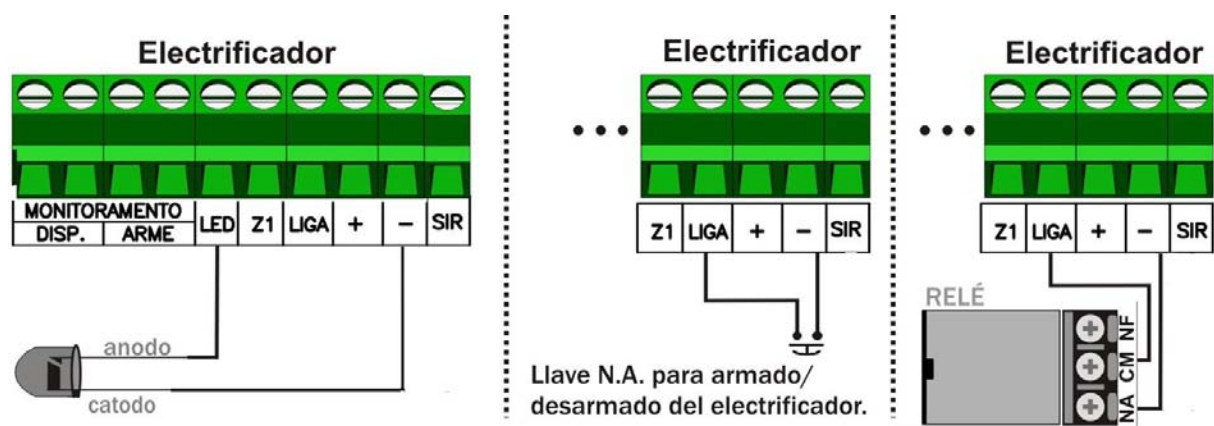 Electrificador
MONITORAMENTO
DISP. ARME LED Z1 LIGA + – SIR
anodo
catodo
Electrificador
Z1 LIGA + – SIR
Llave N.A. para armado/
desarmado del electrificador.
Electrificador
Z1 LIGA + – SIR
RELÉ
NF
CM
NA